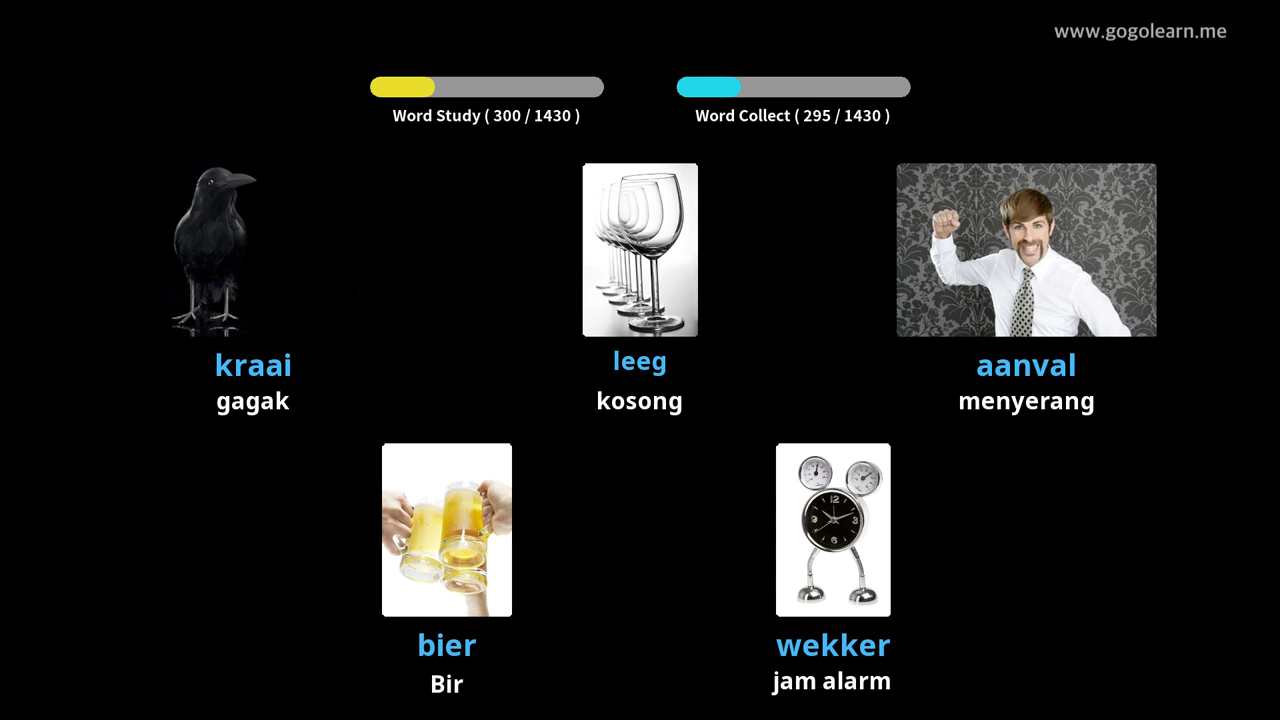 www.gogolearn.me
Word Study ( 300 / 1430 )
Word Collect ( 295 / 1430 )
kraai
gagak
leeg
kosong
aanval
menyerang
bier
Bir
wekker
jam alarm